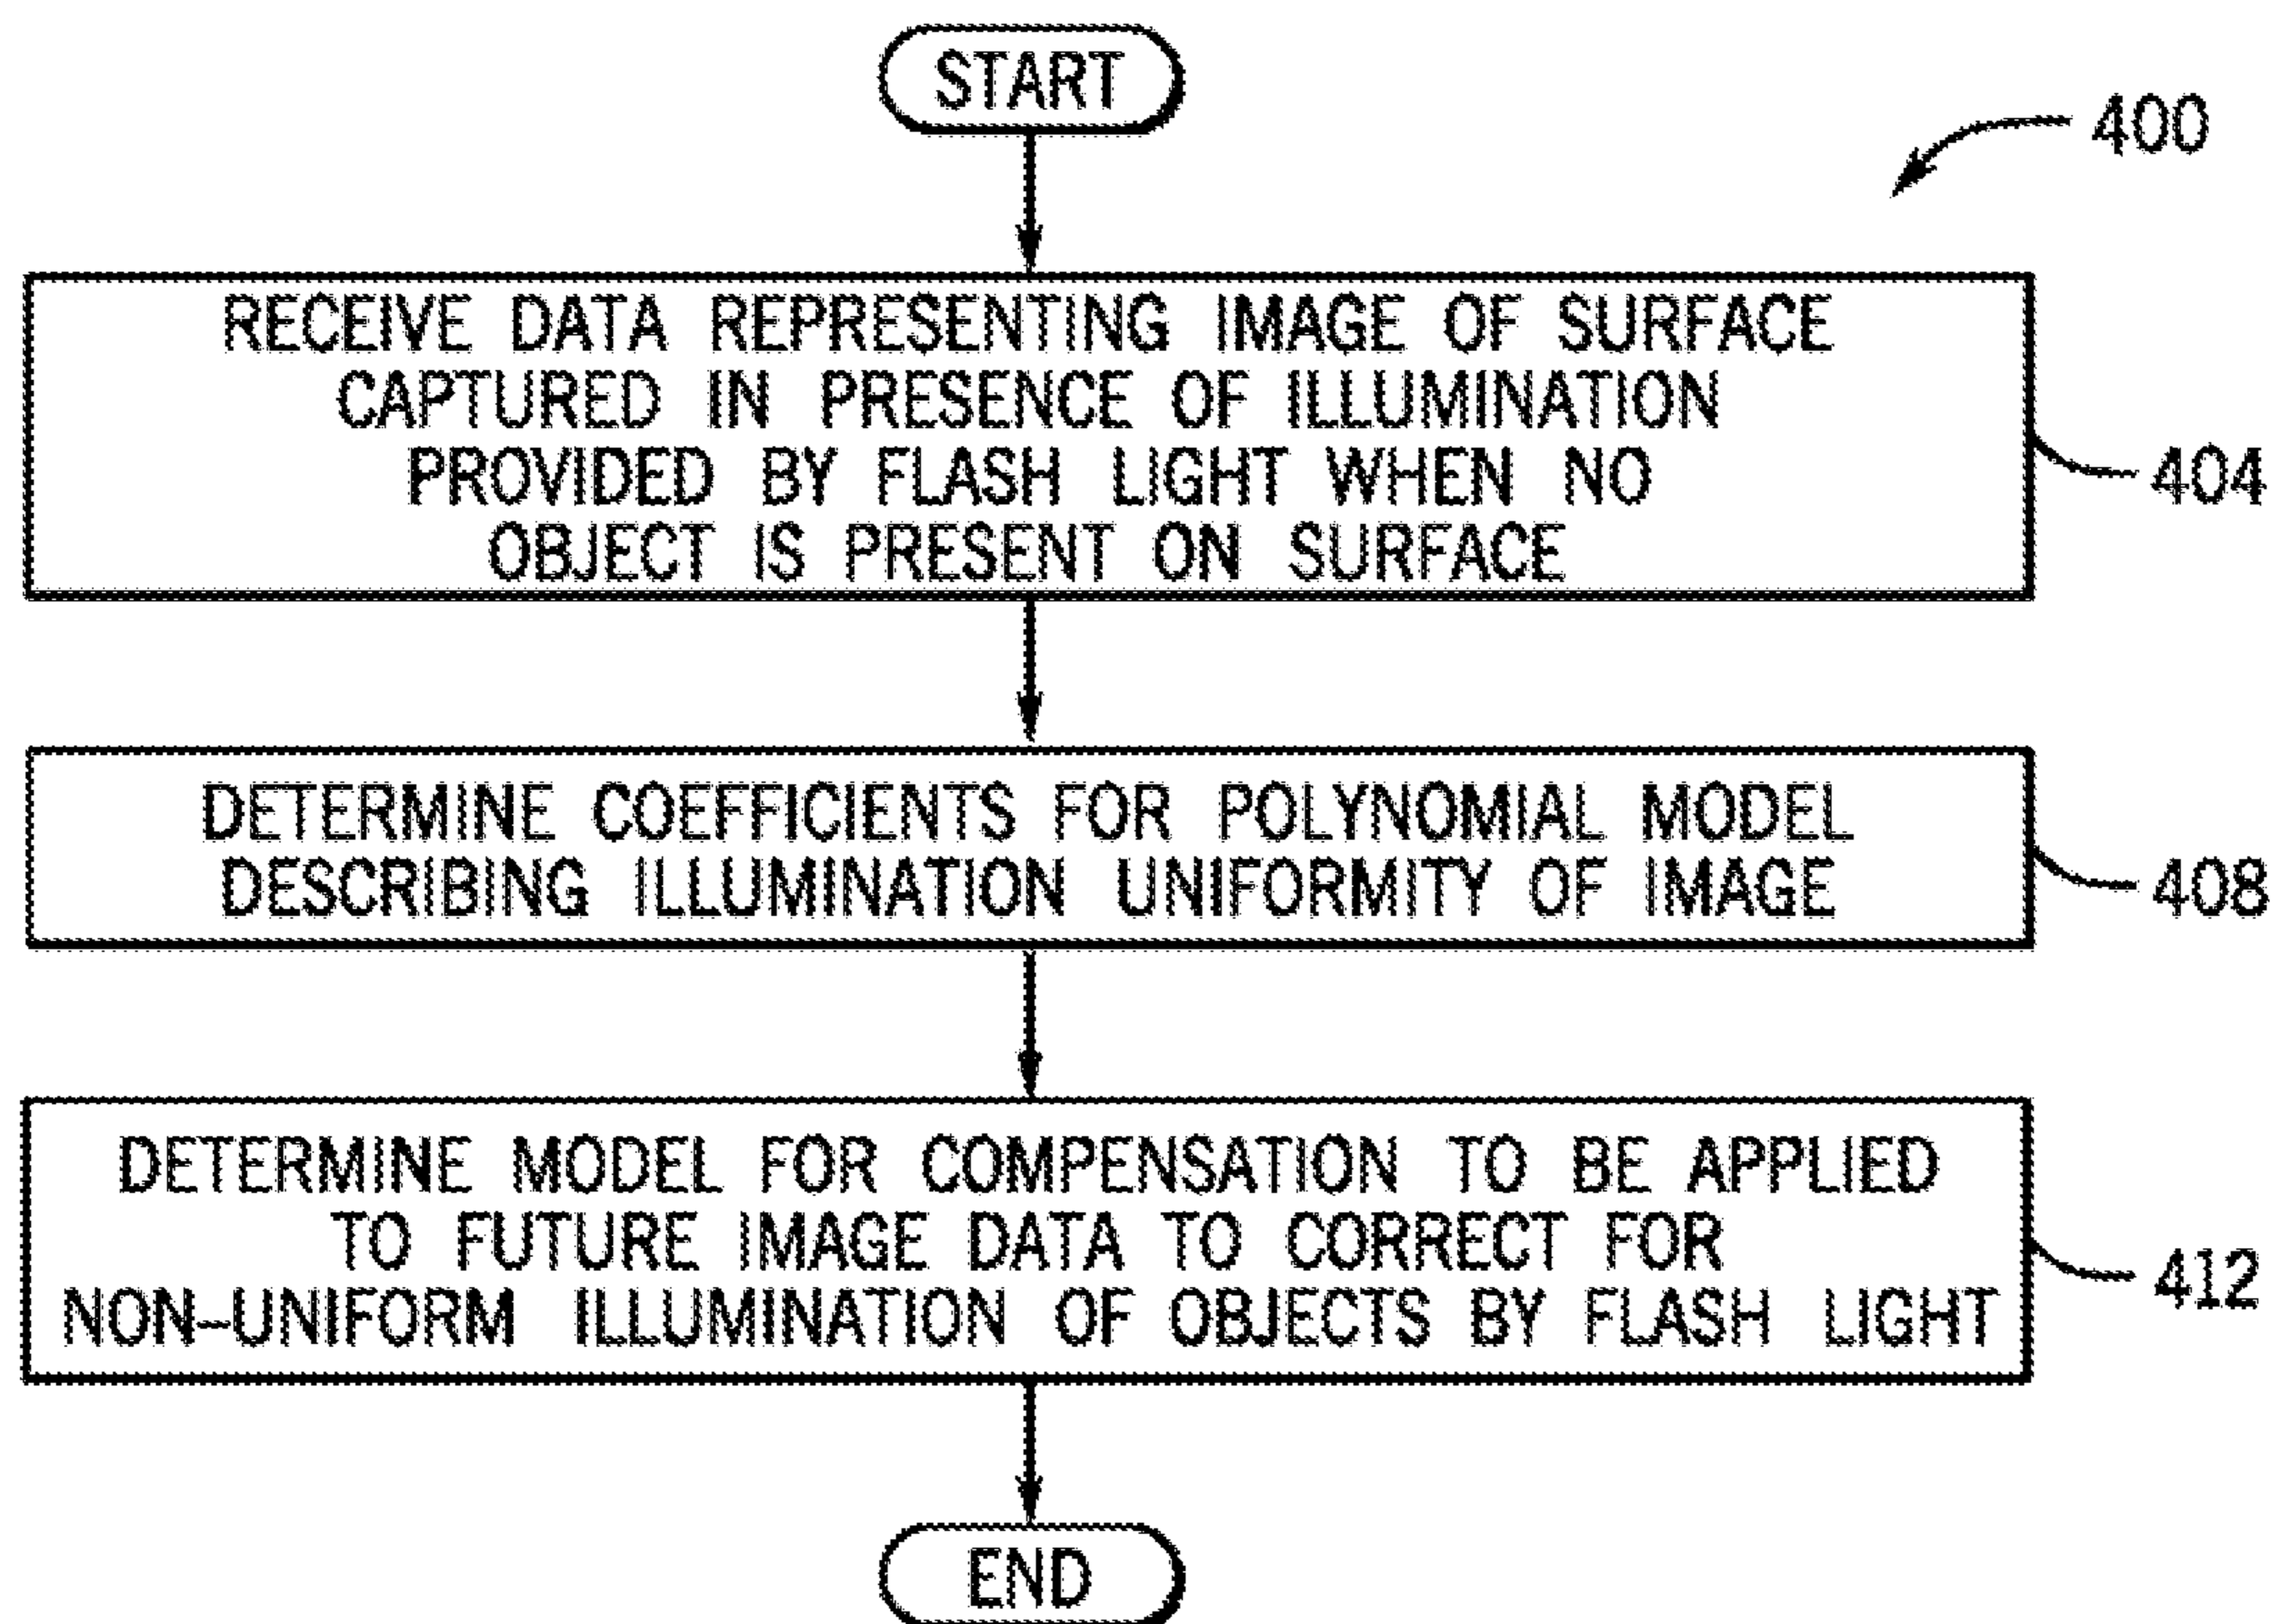 START
400
RECEIVE DATA REPRESENTING IMAGE OF SURFACE
CAPTURED IN PRESENCE OF ILLUMINATION
PROVIDED BY FLASH LIGHT WHEN NO
OBJECT IS PRESENT ON SURFACE
404
DETERMINE COEFFICIENTS FOR POLYNOMIAL MODEL
DESCRIBING ILLUMINATION UNIFORMITY OF IMAGE
408
DETERMINE MODEL FOR COMPENSATION TO BE APPLIED
TO FUTURE IMAGE DATA TO CORRECT FOR
NON-UNIFORM ILLUMINATION OF OBJECTS BY FLASH LIGHT
412
END